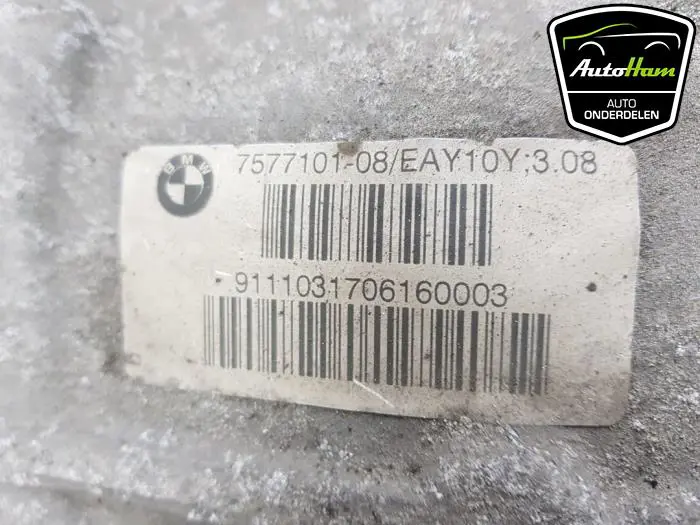 AutoHam
AUTO
ONDERDELEN
BMW
7577101-08/EAY10Y;3.08
9111031706160003